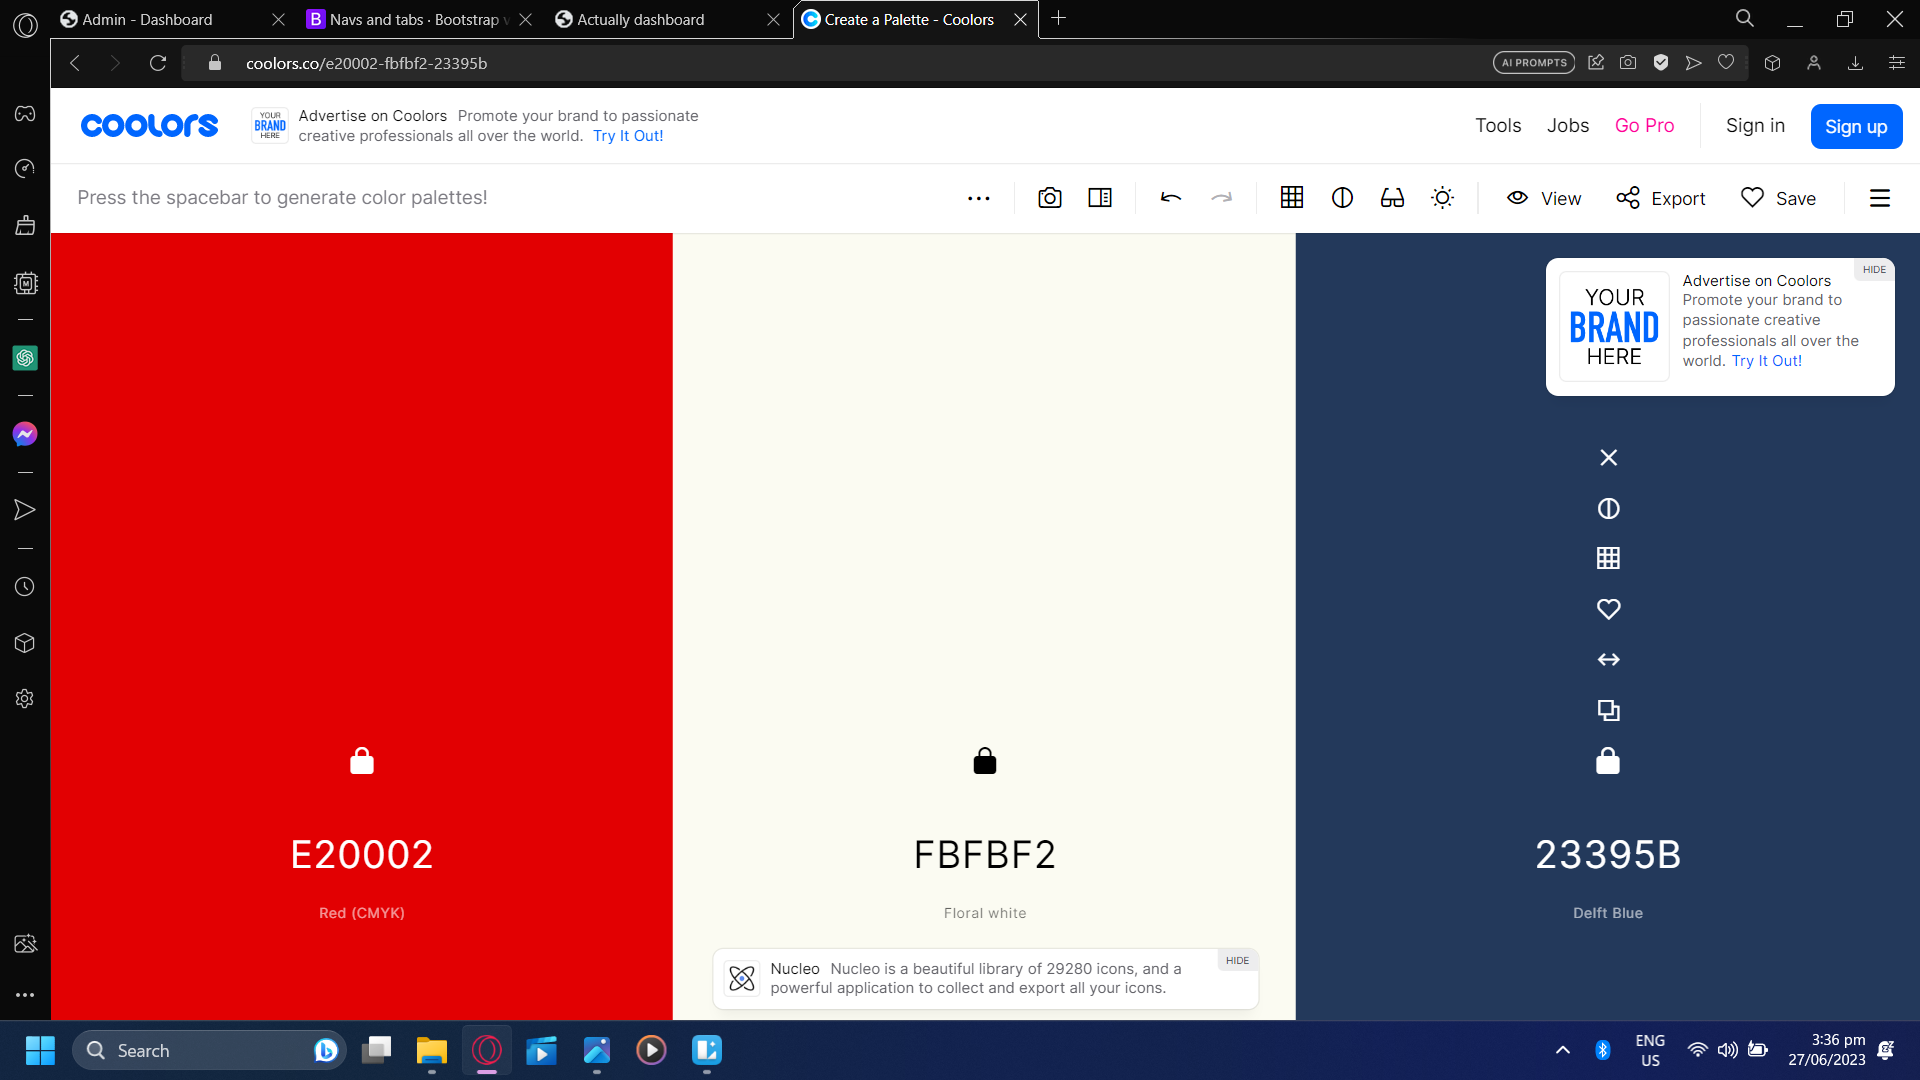 Admin - Dashboard
Navs and tabs · Bootstrap v
Actually dashboard
Create a Palette - Coolors
coolors.co/e20002-fbfbf2-23395b
AI PROMPTS
coolors
YOUR
BRAND
HERE
Advertise on Coolors Promote your brand to passionate
creative professionals all over the world. Try It Out!
Tools
Jobs
Go Pro
Sign in
Sign up
Press the spacebar to generate color palettes!
View
Export
Save
HIDE
YOUR
BRAND
HERE
Advertise on Coolors
Promote your brand to
passionate creative
professionals all over the
world. Try It Out!
E20002
Red (CMYK)
FBFBF2
Floral white
23395B
Delft Blue
HIDE
Nucleo Nucleo is a beautiful library of 29280 icons, and a
powerful application to collect and export all your icons.
Search
ENG
US
3:36 pm
27/06/2023